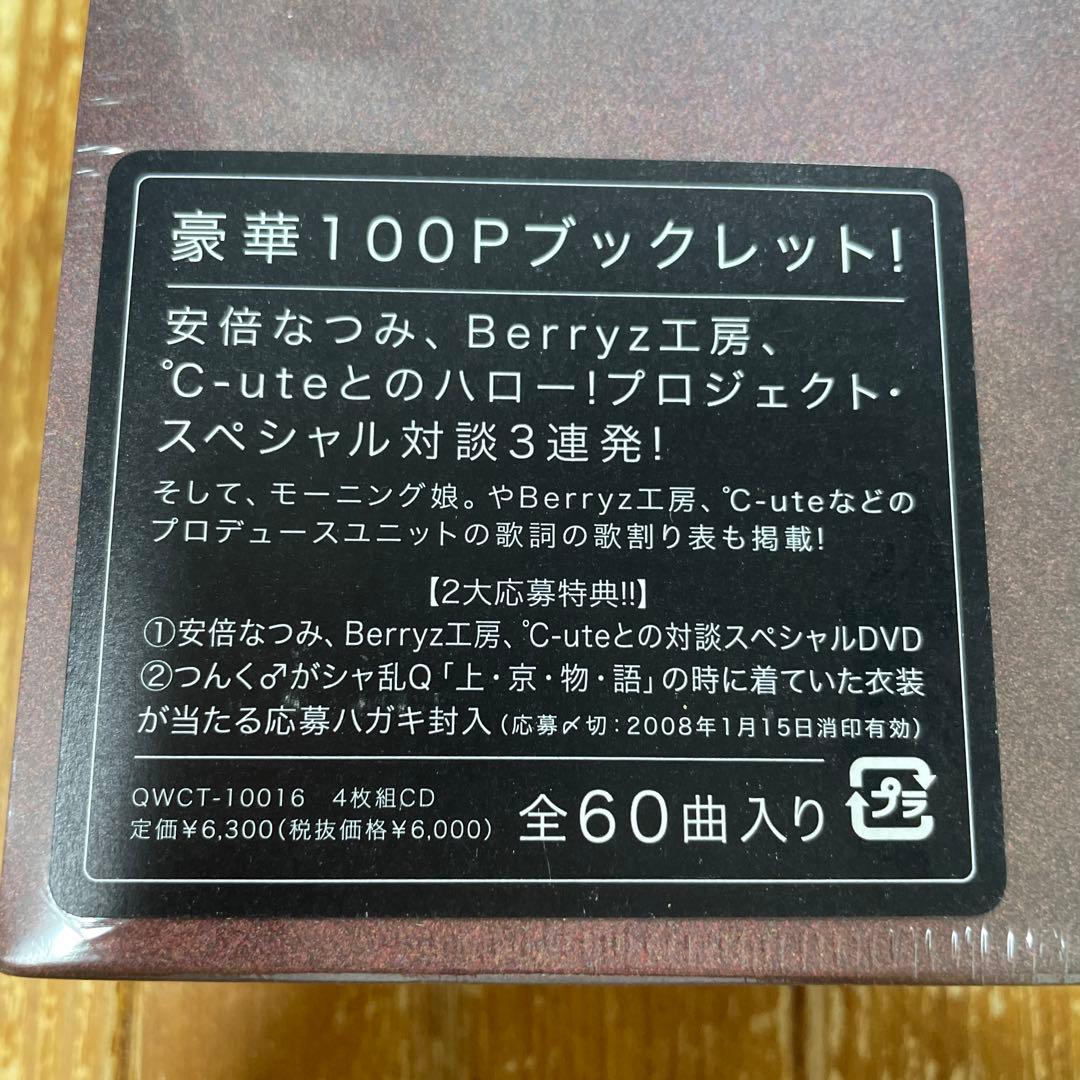 豪華100Pブックレット!
安倍なつみ、Berryz工房、
℃-uteとのハロー!プロジェクト・
スペシャル対談3連発!
そして、モーニング娘。やBerryz工房、℃-uteなどの
プロデュースユニットの歌詞の歌割り表も掲載!
【2大応募特典!!】
①安倍なつみ、Berryz工房、℃-uteとの対談スペシャルDVD
②つんく♂がシャ乱Q「上・京・物・語」の時に着ていた衣装
が当たる応募ハガキ封入(応募〆切:2008年1月15日消印有効)
QWCT-10016 4枚組CD
定価¥6,300(税抜価格¥6,000)
全60曲入り
プラ